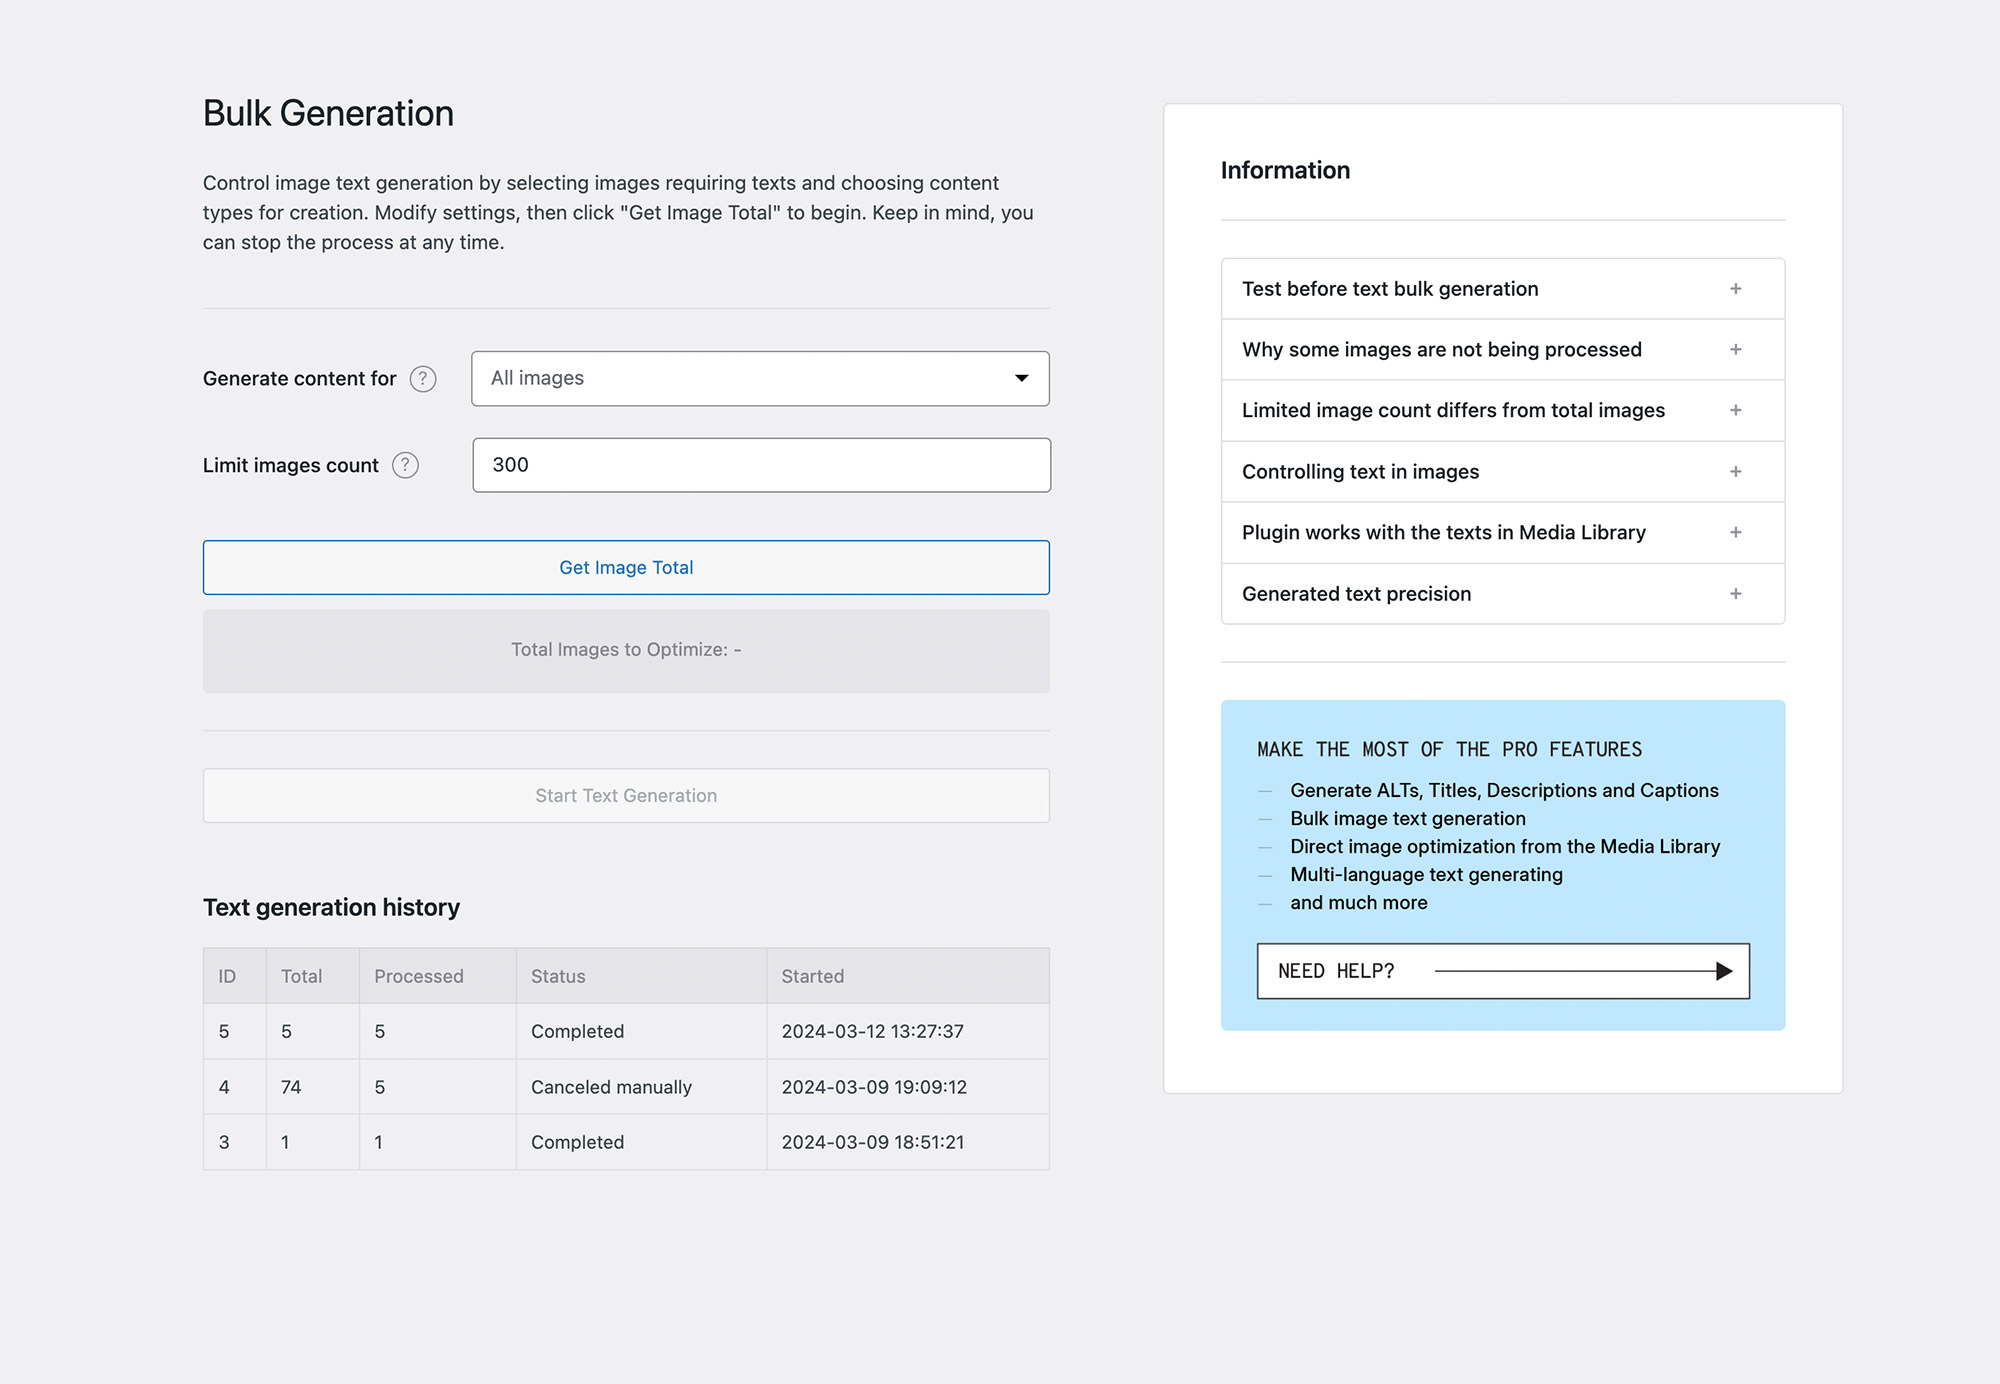 Bulk Generation
Control image text generation by selecting images requiring texts and choosing content
types for creation. Modify settings, then click "Get Image Total" to begin. Keep in mind, you
can stop the process at any time.
Generate content for ? All images
Limit images count ? 300
Get Image Total
Total Images to Optimize: -
Start Text Generation
Text generation history
ID Total Processed Status Started
5 5 5 Completed 2024-03-12 13:27:37
4 74 5 Canceled manually 2024-03-09 19:09:12
3 1 1 Completed 2024-03-09 18:51:21
Information
Test before text bulk generation +
Why some images are not being processed +
Limited image count differs from total images +
Controlling text in images +
Plugin works with the texts in Media Library +
Generated text precision +
MAKE THE MOST OF THE PRO FEATURES
— Generate ALTs, Titles, Descriptions and Captions
— Bulk image text generation
— Direct image optimization from the Media Library
— Multi-language text generating
— and much more
NEED HELP?